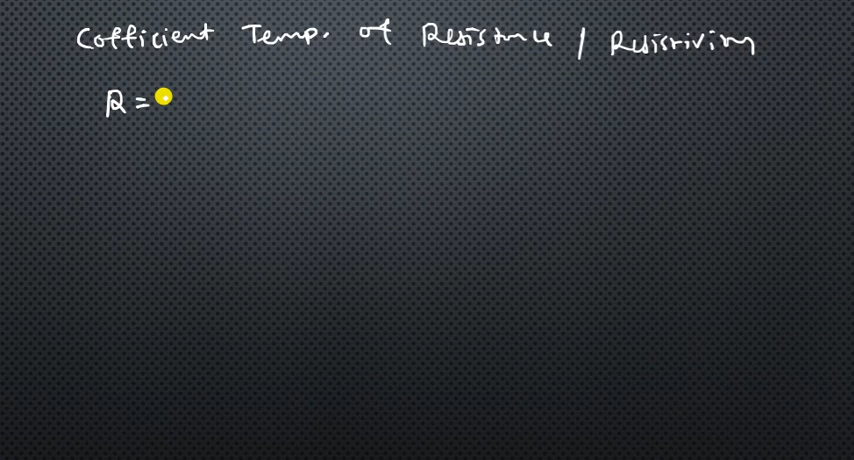 Cofficient Temp. of Resistance / Resistivity
R =